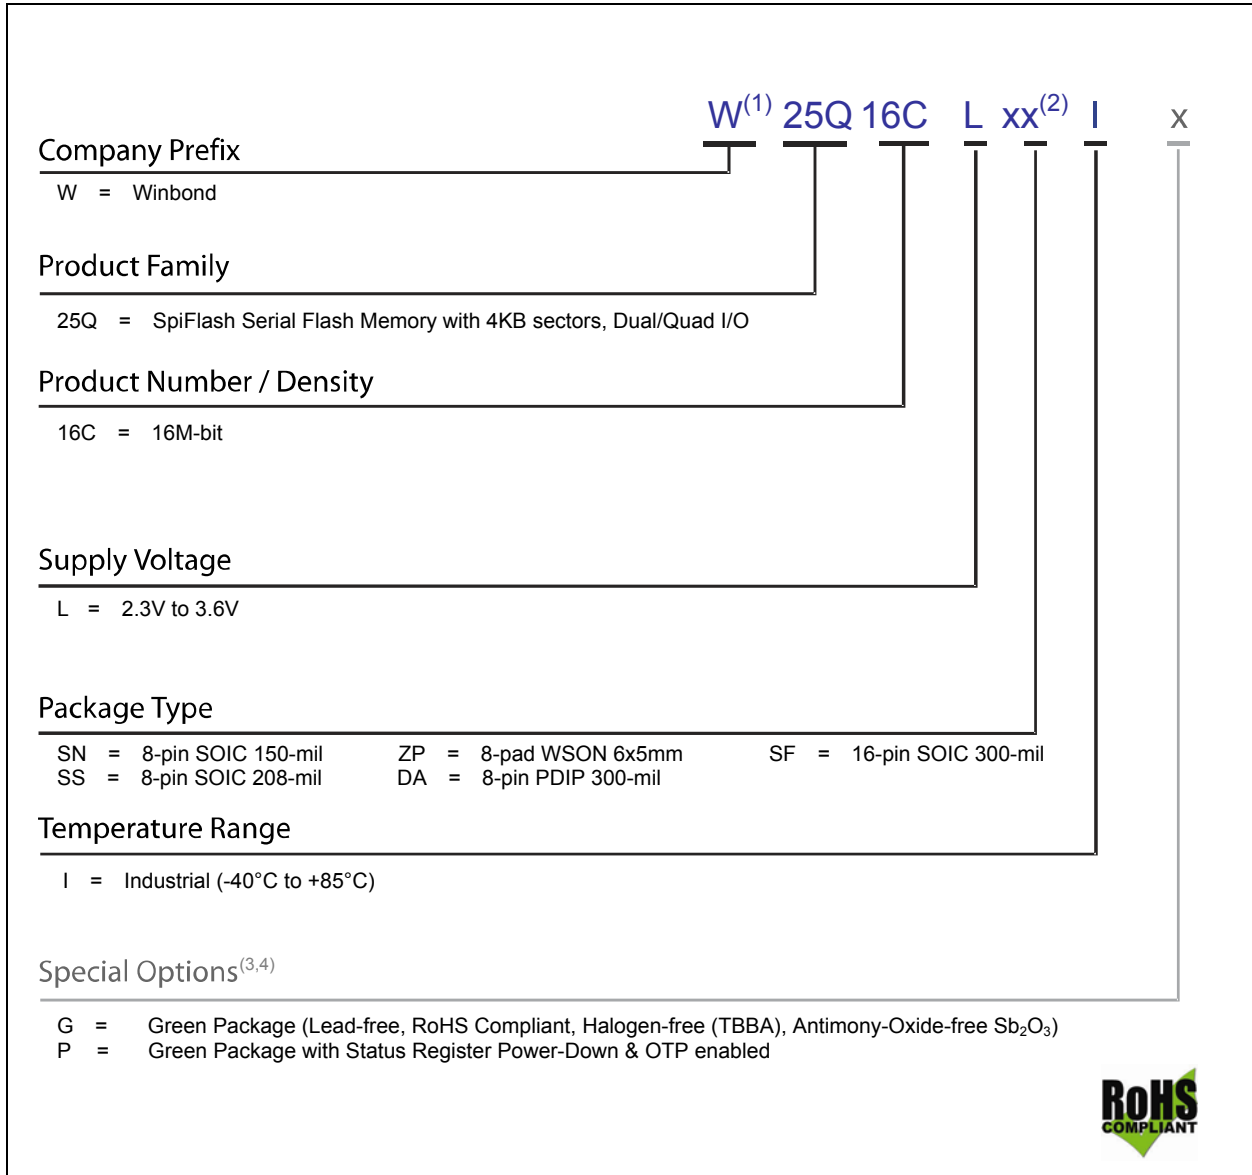 W(1) 25Q 16C L xx(2) I x
Company Prefix
W = Winbond
Product Family
25Q = SpiFlash Serial Flash Memory with 4KB sectors, Dual/Quad I/O
Product Number / Density
16C = 16M-bit
Supply Voltage
L = 2.3V to 3.6V
Package Type
SN = 8-pin SOIC 150-mil ZP = 8-pad WSON 6x5mm SF = 16-pin SOIC 300-mil
SS = 8-pin SOIC 208-mil DA = 8-pin PDIP 300-mil
Temperature Range
I = Industrial (-40°C to +85°C)
Special Options(3,4)
G = Green Package (Lead-free, RoHS Compliant, Halogen-free (TBBA), Antimony-Oxide-free Sb2O3)
P = Green Package with Status Register Power-Down & OTP enabled
RoHS
COMPLIANT